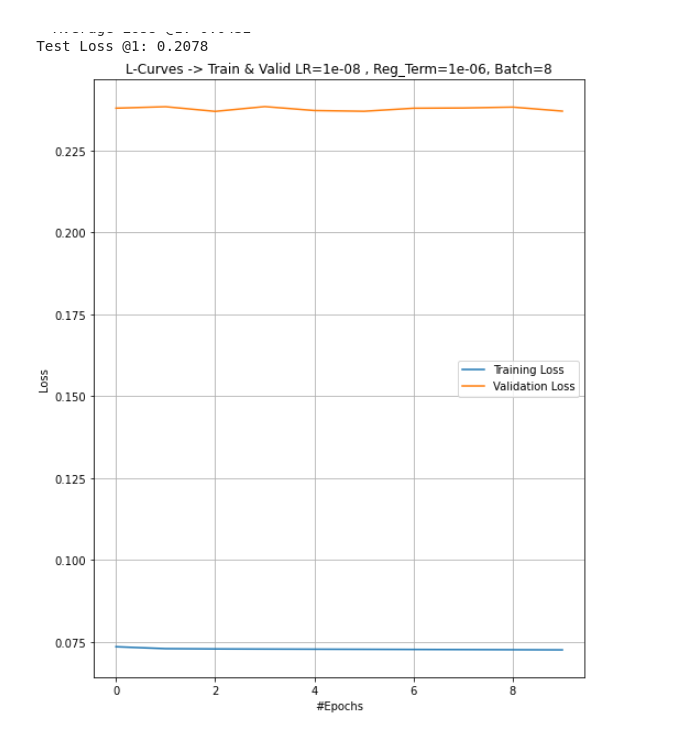 Test Loss @1: 0.2078
L-Curves -> Train & Valid LR=1e-08 , Reg_Term=1e-06, Batch=8
0.225
0.200
0.175
0.150
0.125
0.100
0.075
Loss
Training Loss
Validation Loss
0 2 4 6 8
#Epochs